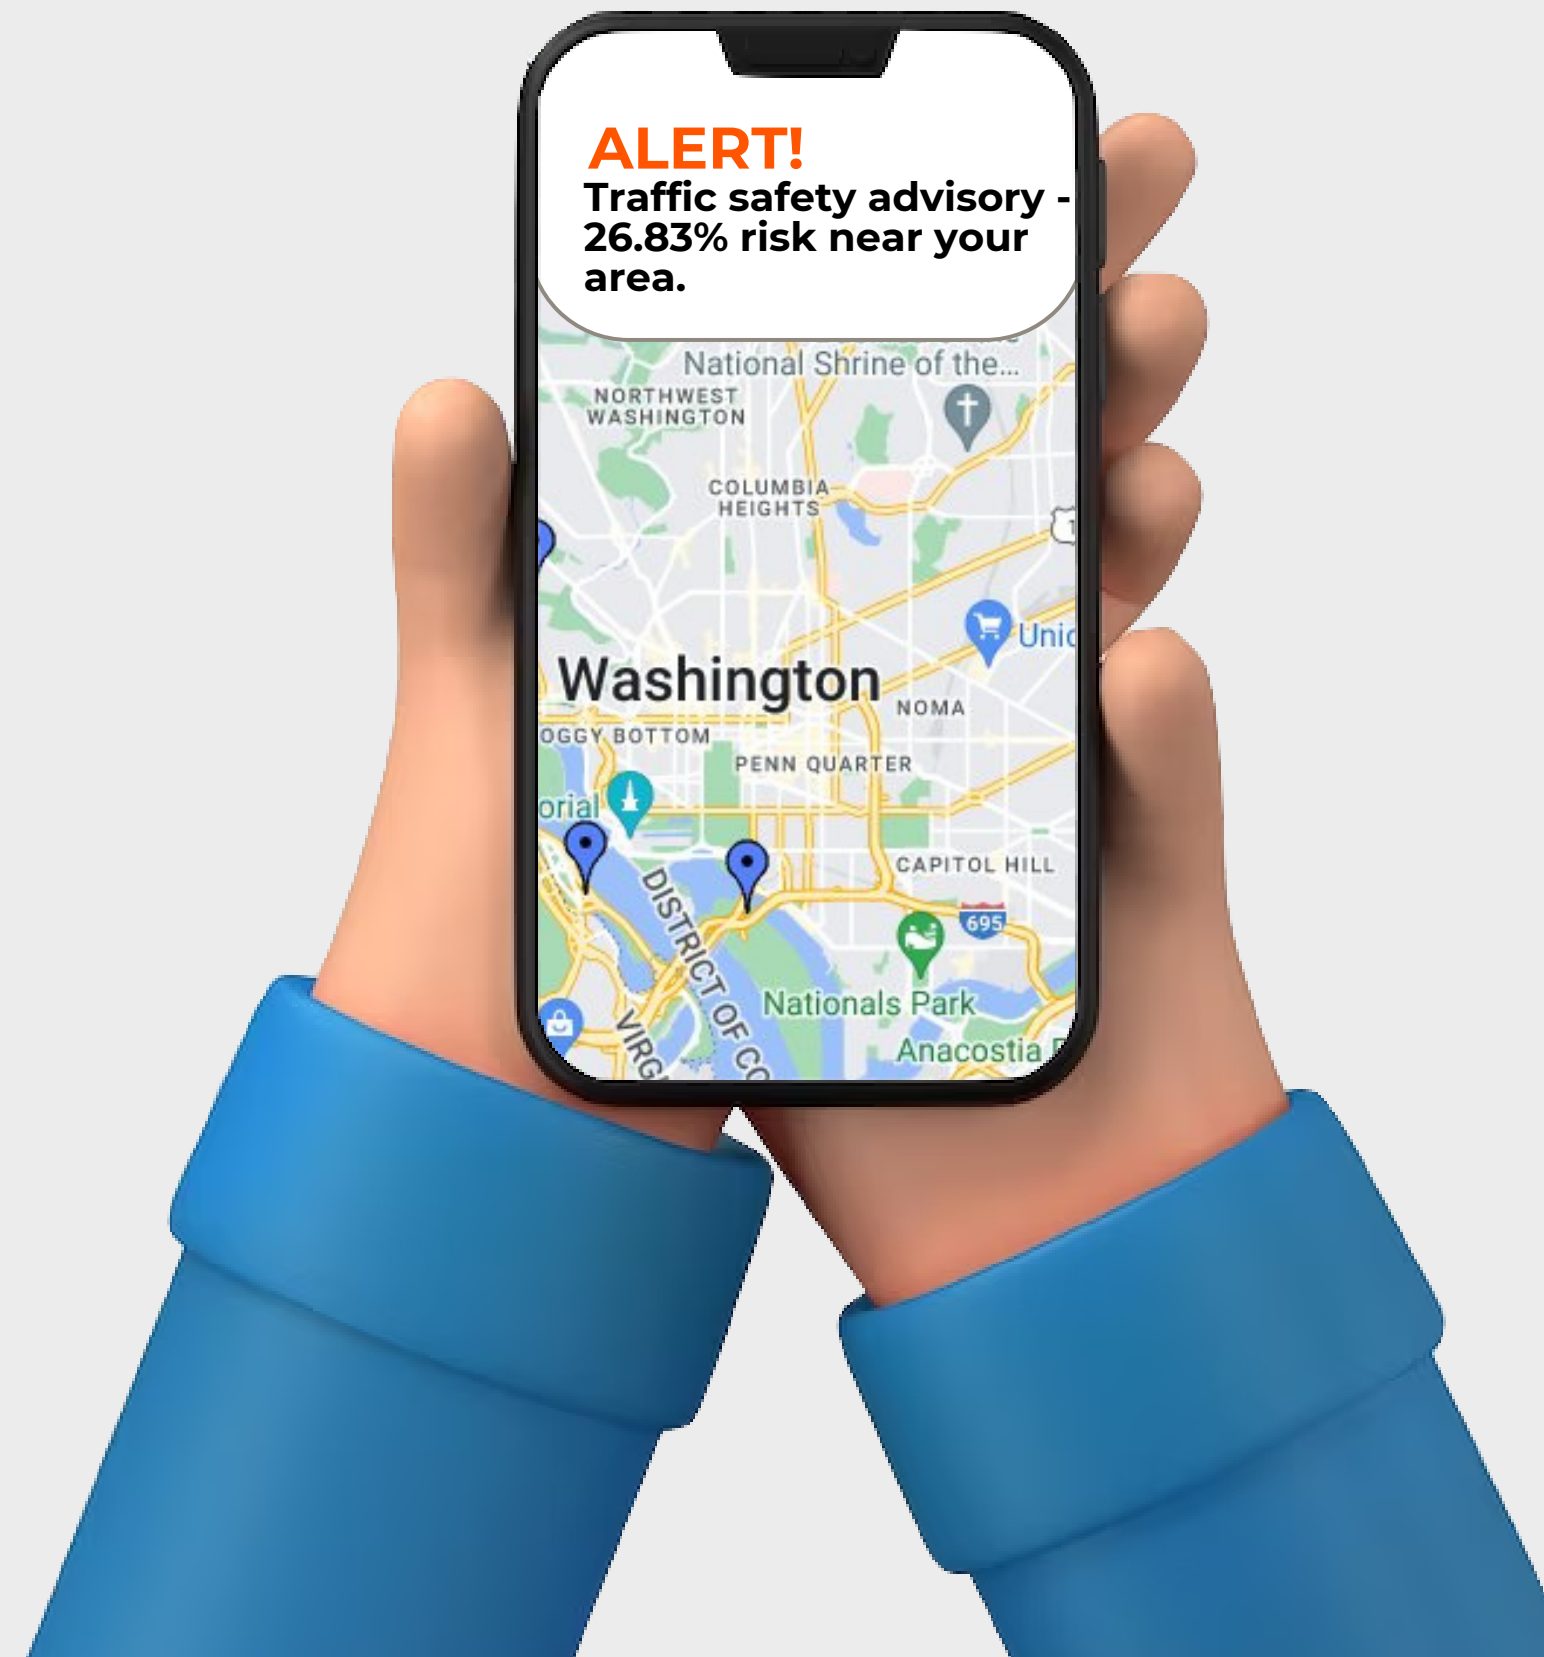 ALERT!
Traffic safety advisory -
26.83% risk near your
area.
National Shrine of the...
NORTHWEST
WASHINGTON
COLUMBIA
HEIGHTS
1
Unio
Washington
NOMA
OGGY BOTTOM
PENN QUARTER
orial
CAPITOL HILL
DISTRICT OF CO
695
Nationals Park
VIRG
Anacostia